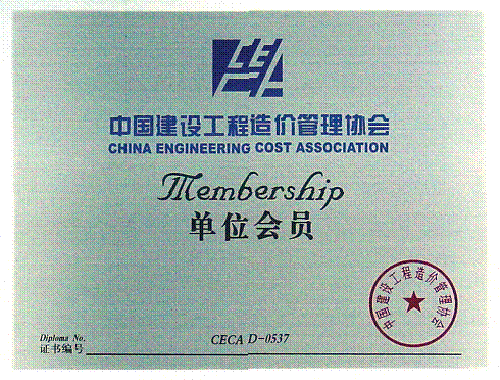 中国建设工程造价管理协会
CHINA ENGINEERING COST ASSOCIATION
Membership
单位会员
中国建设工程造价管理协会
Diploma No.
证书编号 CECA D-0537